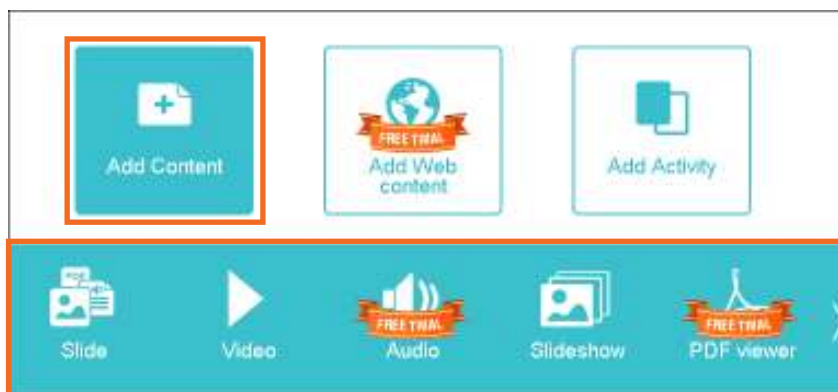 Add Content
FREE TRIAL
Add Web
content
Add Activity
Slide
Video
FREE TRIAL
Audio
Slideshow
FREE TRIAL
PDF viewer